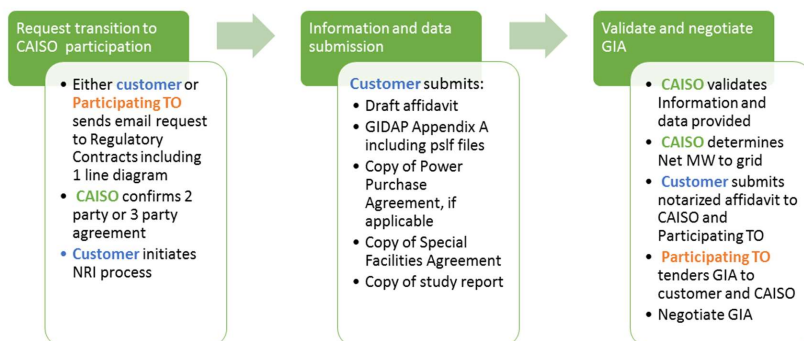 Request transition to
CAISO participation
• Either customer or
Participating TO
sends email request
to Regulatory
Contracts including
1 line diagram
• CAISO confirms 2
party or 3 party
agreement
• Customer initiates
NRI process
Information and data
submission
Customer submits:
• Draft affidavit
• GIDAP Appendix A
including pslf files
• Copy of Power
Purchase
Agreement, if
applicable
• Copy of Special
Facilities Agreement
• Copy of study report
Validate and negotiate
GIA
• CAISO validates
Information and
data provided
• CAISO determines
Net MW to grid
• Customer submits
notarized affidavit to
CAISO and
Participating TO
• Participating TO
tenders GIA to
customer and CAISO
• Negotiate GIA